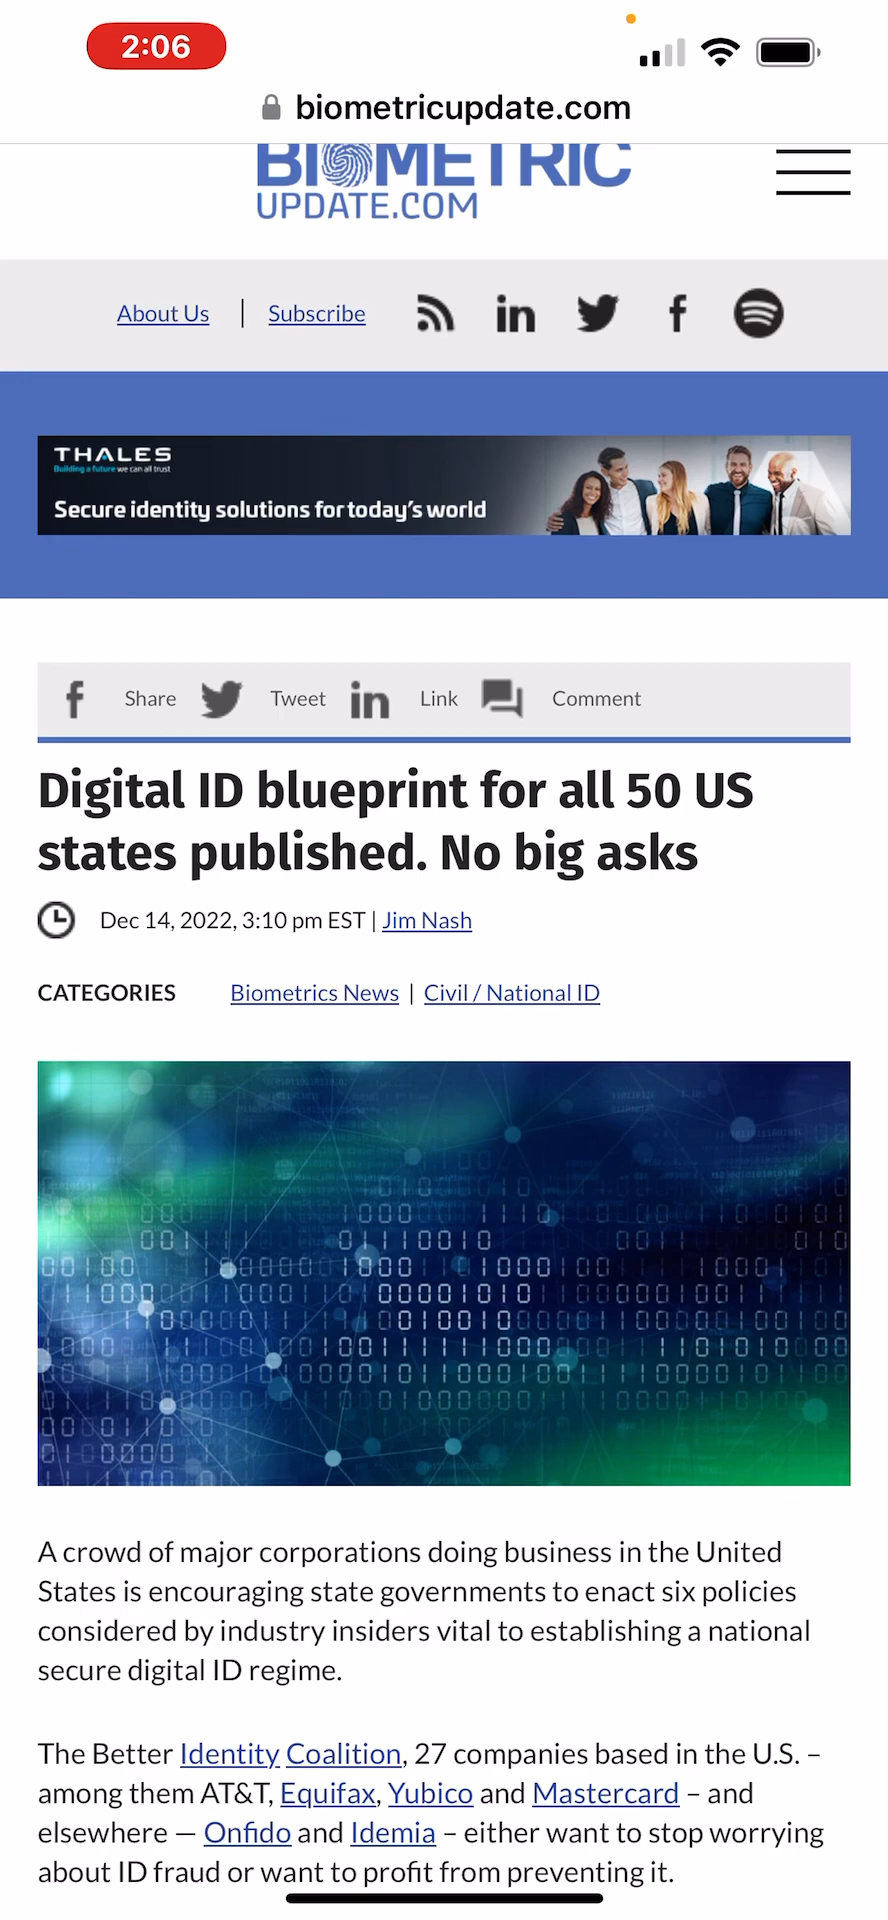 2:06
biometricupdate.com
BIOMETRIC
UPDATE.COM
About Us | Subscribe
THALES
Building a future we can all trust
Secure identity solutions for today's world
Share Tweet Link Comment
Digital ID blueprint for all 50 US
states published. No big asks
Dec 14, 2022, 3:10 pm EST | Jim Nash
CATEGORIES Biometrics News | Civil / National ID
A crowd of major corporations doing business in the United
States is encouraging state governments to enact six policies
considered by industry insiders vital to establishing a national
secure digital ID regime.
The Better Identity Coalition, 27 companies based in the U.S. –
among them AT&T, Equifax, Yubico and Mastercard – and
elsewhere — Onfido and Idemia – either want to stop worrying
about ID fraud or want to profit from preventing it.